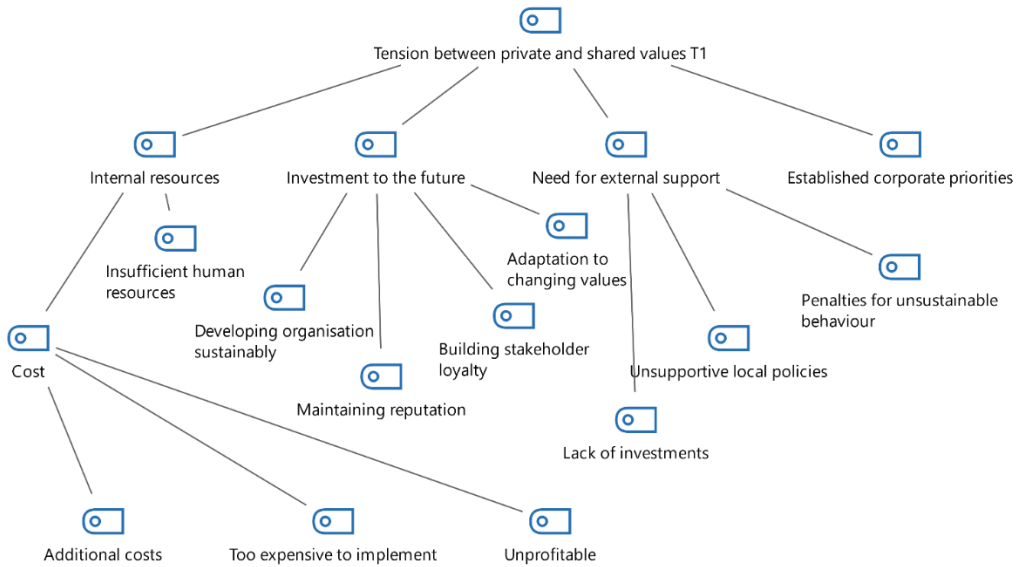 Tension between private and shared values T1
Internal resources
Investment to the future
Need for external support
Established corporate priorities
Insufficient human
resources
Adaptation to
changing values
Penalties for unsustainable
behaviour
Developing organisation
sustainably
Building stakeholder
loyalty
Cost
Unsupportive local policies
Maintaining reputation
Lack of investments
Additional costs
Too expensive to implement
Unprofitable